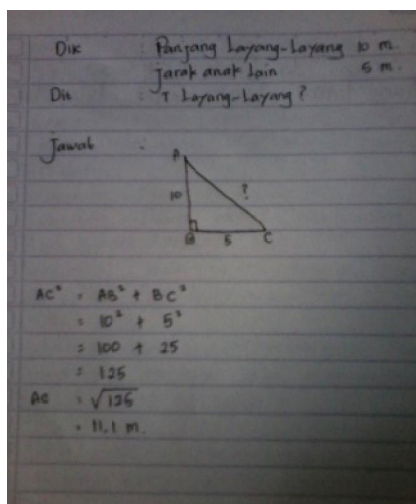 Dik : Panjang Layang-Layang 10 m.
Jarak anak lain 5 m.
Dit : T Layang-Layang ?
Jawab :
A
10
?
B 5 C
AC² = AB² + BC²
= 10² + 5²
= 100 + 25
= 125
AC = √125
= 11.1 m.